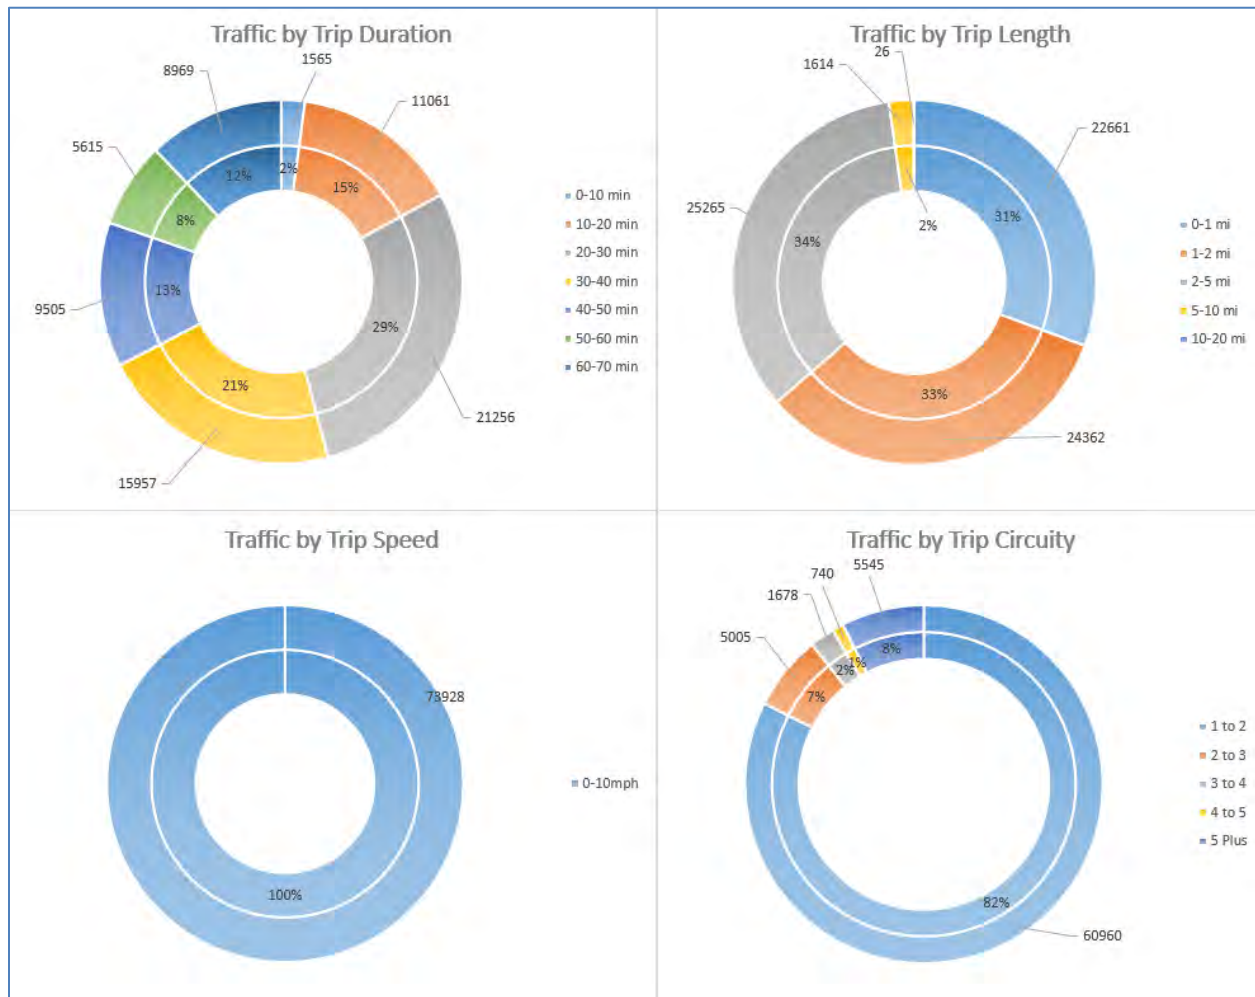 Traffic by Trip Duration
1565
8969
11061
5615
2%
12%
15%
8%
13%
9505
29%
21%
21256
15957
0-10 min
10-20 min
20-30 min
30-40 min
40-50 min
50-60 min
60-70 min
Traffic by Trip Length
26
1614
22661
25265
31%
2%
34%
33%
24362
0-1 mi
1-2 mi
2-5 mi
5-10 mi
10-20 mi
Traffic by Trip Speed
73928
100%
0-10mph
Traffic by Trip Circuity
5545
740
1678
5005
8%
1%
2%
7%
82%
60960
1 to 2
2 to 3
3 to 4
4 to 5
5 Plus